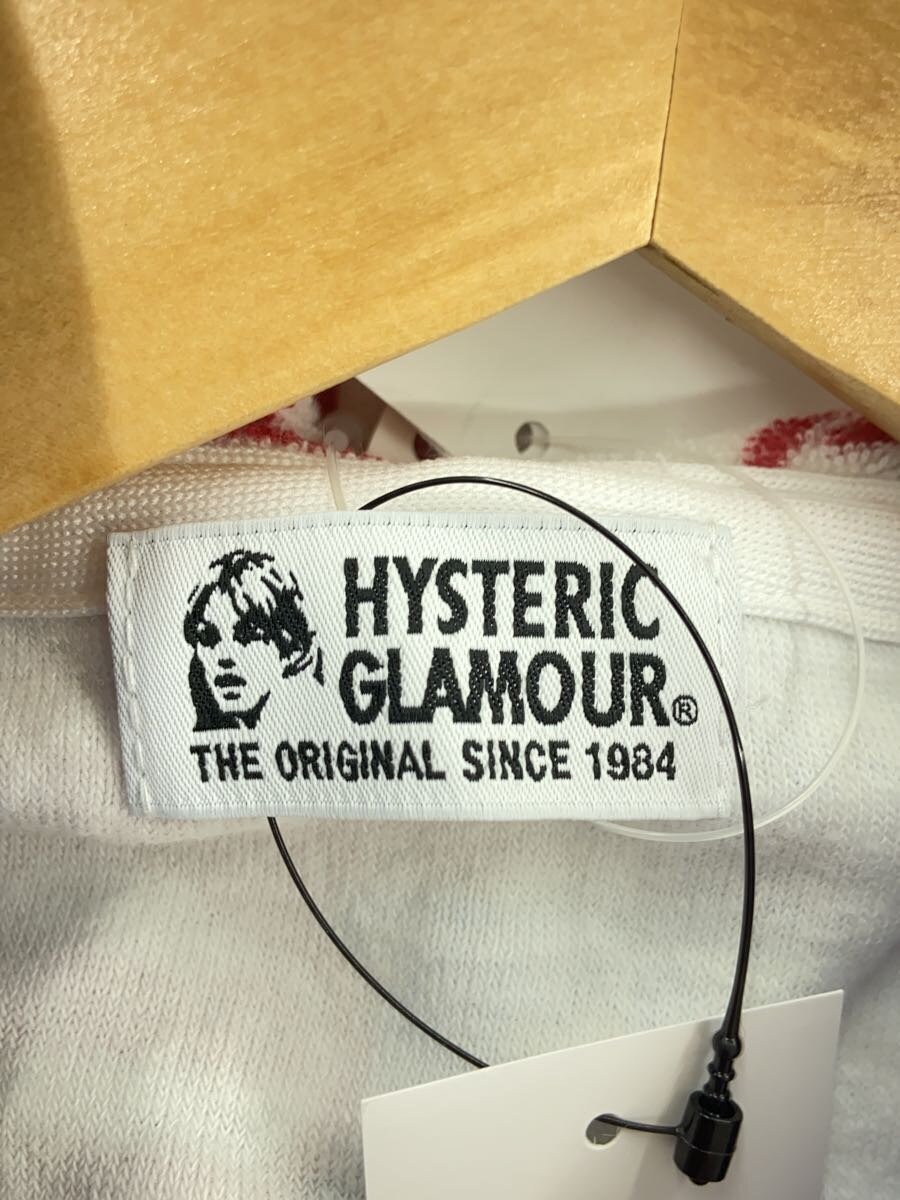 HYSTERIC
GLAMOUR®
THE ORIGINAL SINCE 1984